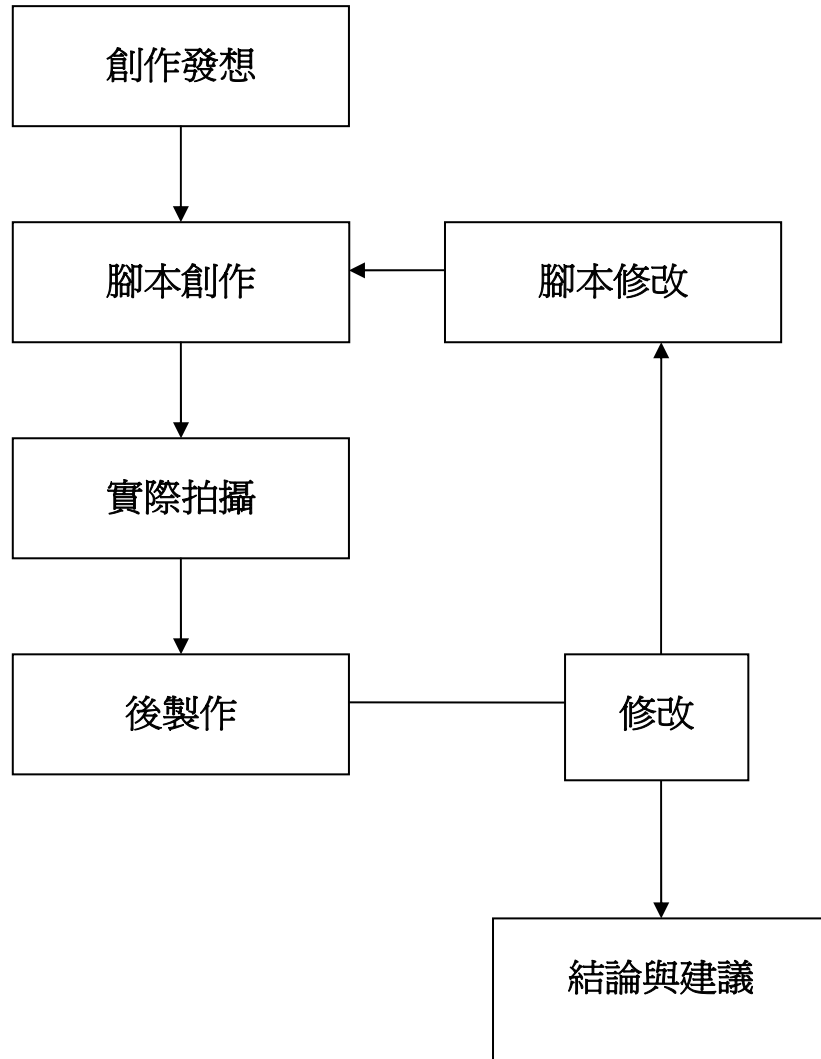 創作發想
腳本創作
腳本修改
實際拍攝
後製作
修改
結論與建議